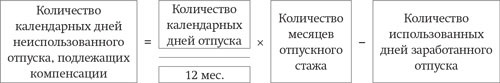 Количество
календарных дней
неиспользованного
отпуска, подлежащих
компенсации
=
Количество
календарных
дней отпуска
12 мес.
×
Количество
месяцев
отпускного
стажа
–
Количество
использованных
дней заработанного
отпуска